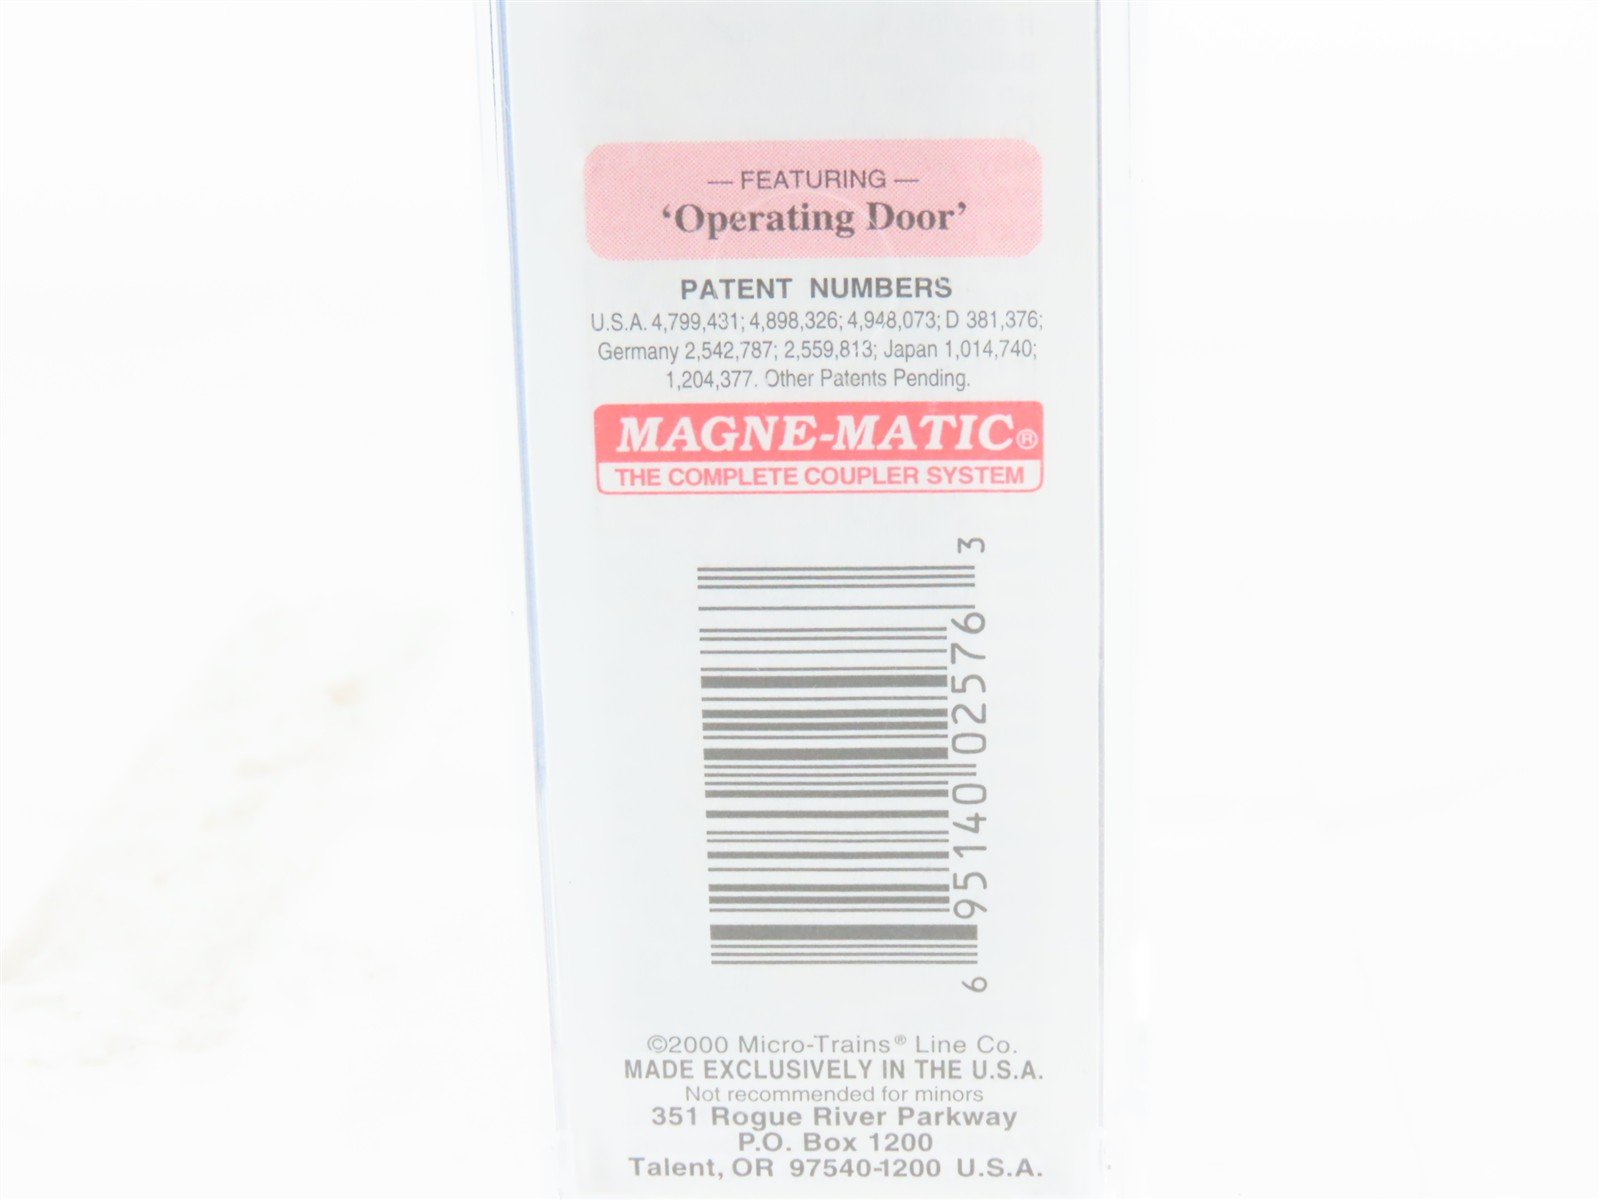 — FEATURING —
‘Operating Door’
PATENT NUMBERS
U.S.A. 4,799,431; 4,898,326; 4,948,073; D 381,376;
Germany 2,542,787; 2,559,813; Japan 1,014,740;
1,204,377. Other Patents Pending.
MAGNE-MATIC®
THE COMPLETE COUPLER SYSTEM
6 95140 02576 3
©2000 Micro-Trains® Line Co.
MADE EXCLUSIVELY IN THE U.S.A.
Not recommended for minors
351 Rogue River Parkway
P.O. Box 1200
Talent, OR 97540-1200 U.S.A.